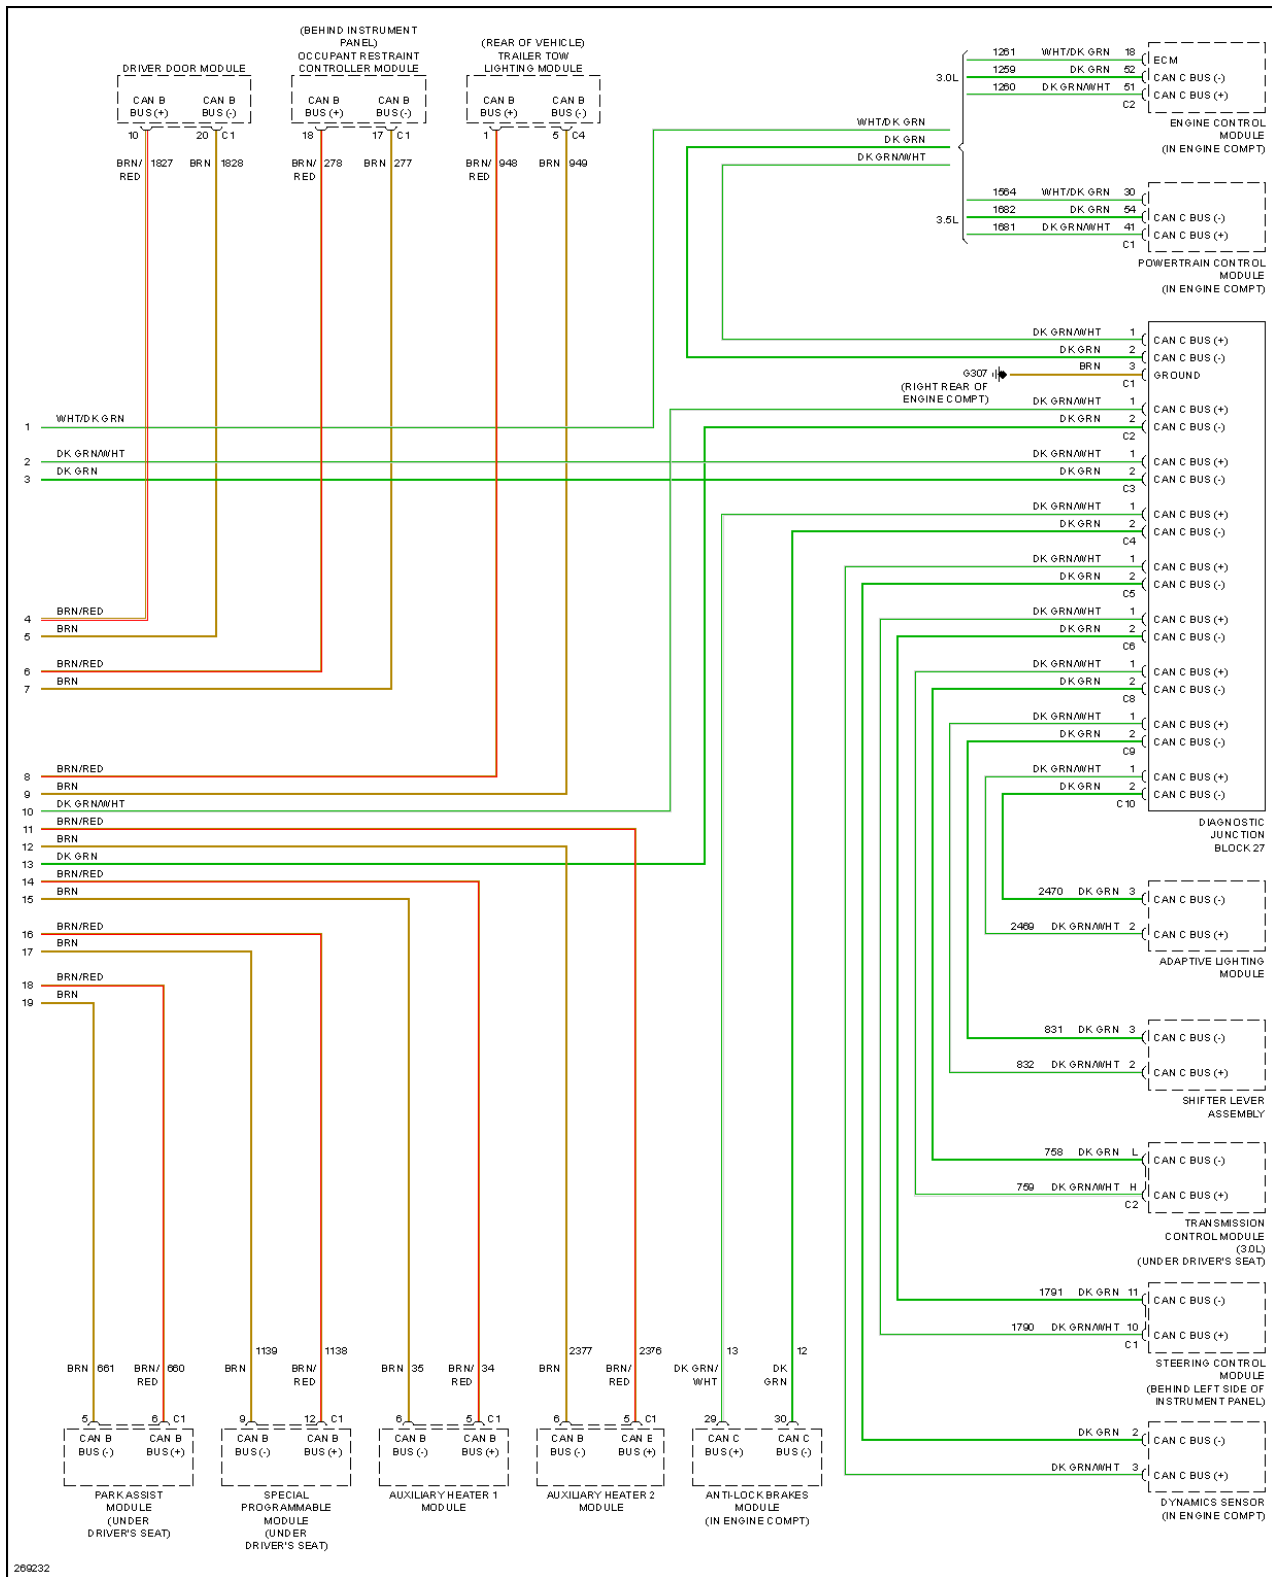 (BEHIND INSTRUMENT
PANEL)
OCCUPANT RESTRAINT
CONTROLLER MODULE
(REAR OF VEHICLE)
TRAILER TOW
LIGHTING MODULE
DRIVER DOOR MODULE
CAN B
BUS (+)
CAN B
BUS (-)
CAN B
BUS (+)
CAN B
BUS (-)
CAN B
BUS (+)
CAN B
BUS (-)
10 20 C1
18 17 C1
1 5 C4
BRN/
RED
1827
BRN 1828
BRN/
RED
278
BRN 277
BRN/
RED
948
BRN 949
WHT/DK GRN
DK GRN
DK GRN/WHT
3.0L
1261 WHT/DK GRN 18 ECM
1259 DK GRN 52 CAN C BUS (-)
1260 DK GRN/WHT 51 CAN C BUS (+)
C2
ENGINE CONTROL
MODULE
(IN ENGINE COMPT)
3.5L
1564 WHT/DK GRN 30
1682 DK GRN 54 CAN C BUS (-)
1681 DK GRN/WHT 41 CAN C BUS (+)
C1
POWERTRAIN CONTROL
MODULE
(IN ENGINE COMPT)
DK GRN/WHT 1 CAN C BUS (+)
DK GRN 2 CAN C BUS (-)
G307 BRN 3 GROUND
C1
(RIGHT REAR OF
ENGINE COMPT)
DK GRN/WHT 1 CAN C BUS (+)
DK GRN 2 CAN C BUS (-)
C2
DK GRN/WHT 1 CAN C BUS (+)
DK GRN 2 CAN C BUS (-)
C3
DK GRN/WHT 1 CAN C BUS (+)
DK GRN 2 CAN C BUS (-)
C4
DK GRN/WHT 1 CAN C BUS (+)
DK GRN 2 CAN C BUS (-)
C5
DK GRN/WHT 1 CAN C BUS (+)
DK GRN 2 CAN C BUS (-)
C6
DK GRN/WHT 1 CAN C BUS (+)
DK GRN 2 CAN C BUS (-)
C8
DK GRN/WHT 1 CAN C BUS (+)
DK GRN 2 CAN C BUS (-)
C9
DK GRN/WHT 1 CAN C BUS (+)
DK GRN 2 CAN C BUS (-)
C10
DIAGNOSTIC
JUNCTION
BLOCK 27
1 WHT/DK GRN
2 DK GRN/WHT
3 DK GRN
4 BRN/RED
5 BRN
6 BRN/RED
7 BRN
8 BRN/RED
9 BRN
10 DK GRN/WHT
11 BRN/RED
12 BRN
13 DK GRN
14 BRN/RED
15 BRN
16 BRN/RED
17 BRN
18 BRN/RED
19 BRN
2470 DK GRN 3 CAN C BUS (-)
2469 DK GRN/WHT 2 CAN C BUS (+)
ADAPTIVE LIGHTING
MODULE
831 DK GRN 3 CAN C BUS (-)
832 DK GRN/WHT 2 CAN C BUS (+)
SHIFTER LEVER
ASSEMBLY
758 DK GRN L CAN C BUS (-)
759 DK GRN/WHT H CAN C BUS (+)
C2
TRANSMISSION
CONTROL MODULE
(3.0L)
(UNDER DRIVER'S SEAT)
1791 DK GRN 11 CAN C BUS (-)
1790 DK GRN/WHT 10 CAN C BUS (+)
C1
STEERING CONTROL
MODULE
(BEHIND LEFT SIDE OF
INSTRUMENT PANEL)
DK GRN 2 CAN C BUS (-)
DK GRN/WHT 3 CAN C BUS (+)
DYNAMICS SENSOR
(IN ENGINE COMPT)
BRN 661
BRN/
RED
660
BRN 1139
BRN/
RED
1138
BRN 35
BRN/
RED
34
BRN 2377
BRN/
RED
2376
DK GRN/
WHT
13
DK
GRN
12
5 6 C1
9 12 C1
6 5 C1
6 5 C1
29 30
CAN B
BUS (-)
CAN B
BUS (+)
CAN B
BUS (-)
CAN B
BUS (+)
CAN B
BUS (-)
CAN B
BUS (+)
CAN B
BUS (-)
CAN E
BUS (+)
CAN C
BUS (+)
CAN C
BUS (-)
PARK ASSIST
MODULE
(UNDER
DRIVER'S SEAT)
SPECIAL
PROGRAMMABLE
MODULE
(UNDER
DRIVER'S SEAT)
AUXILIARY HEATER 1
MODULE
AUXILIARY HEATER 2
MODULE
ANTI-LOCK BRAKES
MODULE
(IN ENGINE COMPT)
269232